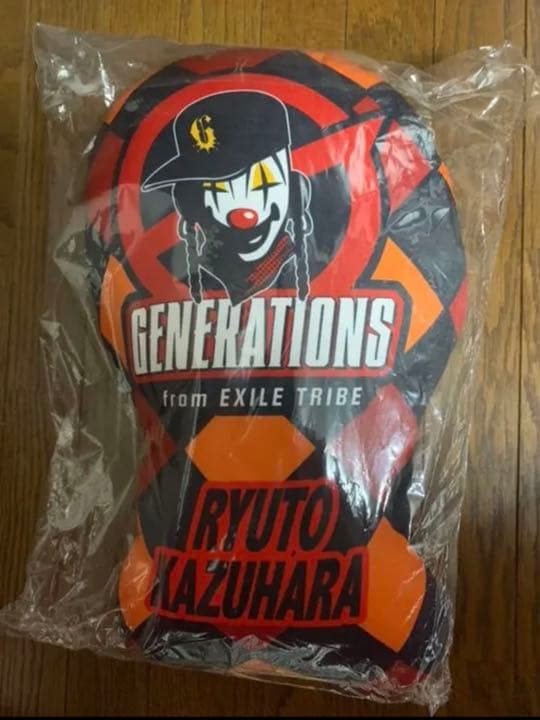 G
GENERATIONS
from EXILE TRIBE
RYUTO
KAZUHARA